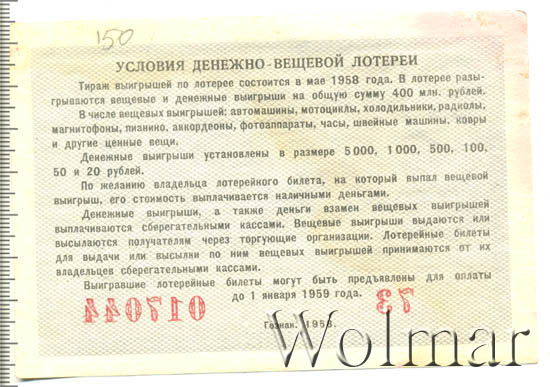 150
УСЛОВИЯ ДЕНЕЖНО-ВЕЩЕВОЙ ЛОТЕРЕИ
Тираж выигрышей по лотерее состоится в мае 1958 года. В лотерее разы-
грываются вещевые и денежные выигрыши на общую сумму 400 млн. рублей.
В числе вещевых выигрышей: автомашины, мотоциклы, холодильники, радиолы,
магнитофоны, пианино, аккордеоны, фотоаппараты, часы, швейные машины, ковры
и другие ценные вещи.
Денежные выигрыши установлены в размере 5 000, 1 000, 500, 100,
50 и 20 рублей.
По желанию владельца лотерейного билета, на который выпал вещевой
выигрыш, его стоимость выплачивается наличными деньгами.
Денежные выигрыши, а также деньги взамен вещевых выигрышей
выплачиваются сберегательными кассами. Вещевые выигрыши выдаются или
высылаются получателям через торгующие организации. Лотерейные билеты
для выдачи или высылки по ним вещевых выигрышей принимаются от их
владельцев сберегательными кассами.
Выигравшие лотерейные билеты могут быть предъявлены для оплаты
до 1 января 1959 года.
017044 73
Гознак. 1958.
Wolmar